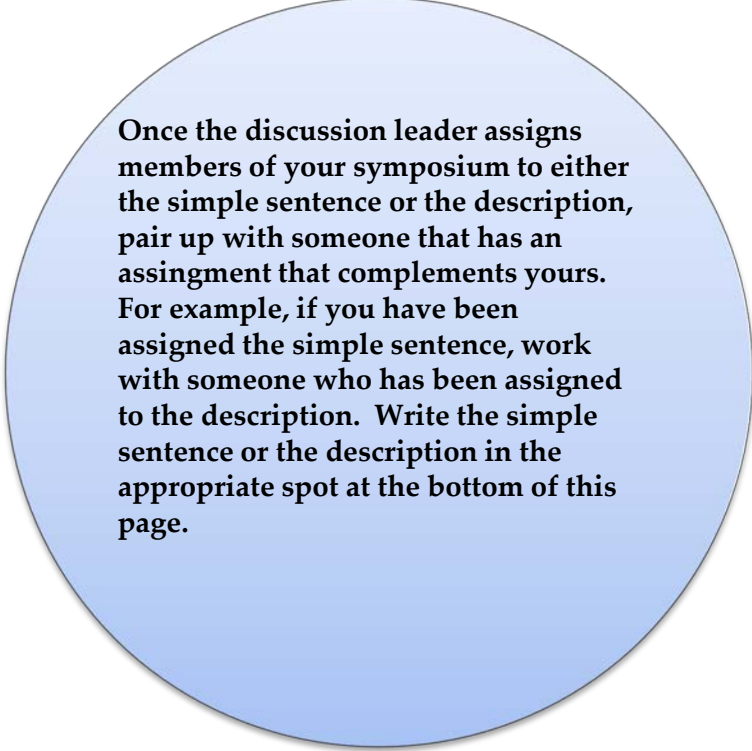 Once the discussion leader assigns
members of your symposium to either
the simple sentence or the description,
pair up with someone that has an
assingment that complements yours.
For example, if you have been
assigned the simple sentence, work
with someone who has been assigned
to the description.  Write the simple
sentence or the description in the
appropriate spot at the bottom of this
page.